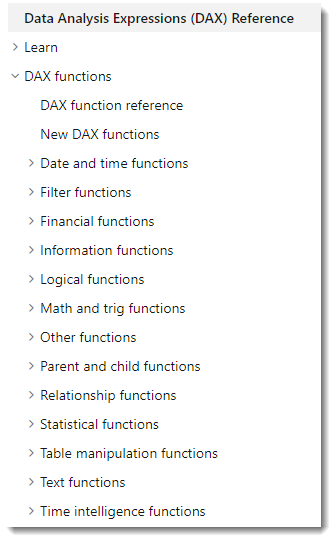 Data Analysis Expressions (DAX) Reference
Learn
DAX functions
DAX function reference
New DAX functions
Date and time functions
Filter functions
Financial functions
Information functions
Logical functions
Math and trig functions
Other functions
Parent and child functions
Relationship functions
Statistical functions
Table manipulation functions
Text functions
Time intelligence functions